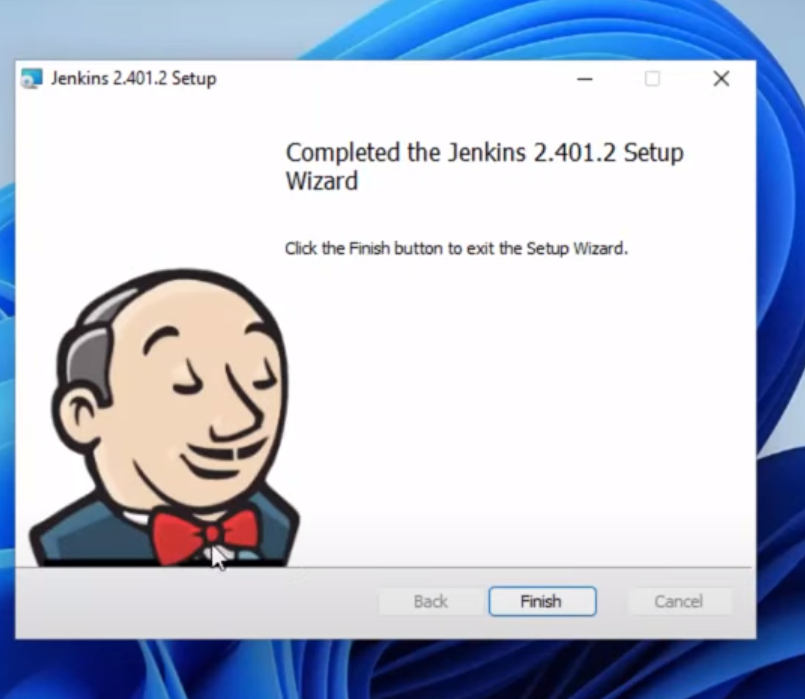 Jenkins 2.401.2 Setup
Completed the Jenkins 2.401.2 Setup
Wizard
Click the Finish button to exit the Setup Wizard.
Back
Finish
Cancel